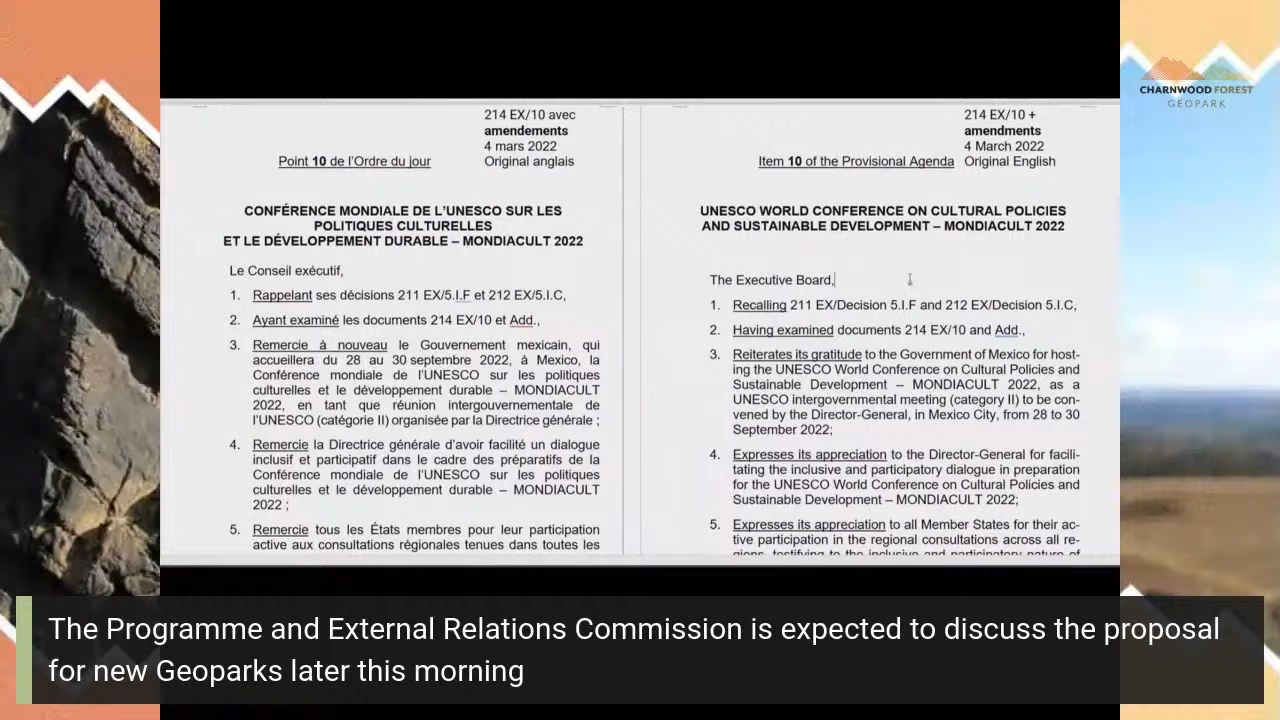 214 EX/10 avec
amendements
4 mars 2022
Point 10 de l'Ordre du jour
Original anglais
CONFÉRENCE MONDIALE DE L'UNESCO SUR LES
POLITIQUES CULTURELLES
ET LE DÉVELOPPEMENT DURABLE – MONDIACULT 2022
Le Conseil exécutif,
1. Rappelant ses décisions 211 EX/5.I.F et 212 EX/5.I.C,
2. Ayant examiné les documents 214 EX/10 et Add.,
3. Remercie à nouveau le Gouvernement mexicain, qui
accueillera du 28 au 30 septembre 2022, à Mexico, la
Conférence mondiale de l'UNESCO sur les politiques
culturelles et le développement durable – MONDIACULT
2022, en tant que réunion intergouvernementale de
l'UNESCO (catégorie II) organisée par la Directrice générale ;
4. Remercie la Directrice générale d'avoir facilité un dialogue
inclusif et participatif dans le cadre des préparatifs de la
Conférence mondiale de l'UNESCO sur les politiques
culturelles et le développement durable – MONDIACULT
2022 ;
5. Remercie tous les États membres pour leur participation
active aux consultations régionales tenues dans toutes les
214 EX/10 +
amendments
4 March 2022
Item 10 of the Provisional Agenda
Original English
UNESCO WORLD CONFERENCE ON CULTURAL POLICIES
AND SUSTAINABLE DEVELOPMENT – MONDIACULT 2022
The Executive Board,
1. Recalling 211 EX/Decision 5.I.F and 212 EX/Decision 5.I.C,
2. Having examined documents 214 EX/10 and Add.,
3. Reiterates its gratitude to the Government of Mexico for host-
ing the UNESCO World Conference on Cultural Policies and
Sustainable Development – MONDIACULT 2022, as a
UNESCO intergovernmental meeting (category II) to be con-
vened by the Director-General, in Mexico City, from 28 to 30
September 2022;
4. Expresses its appreciation to the Director-General for facili-
tating the inclusive and participatory dialogue in preparation
for the UNESCO World Conference on Cultural Policies and
Sustainable Development – MONDIACULT 2022;
5. Expresses its appreciation to all Member States for their ac-
tive participation in the regional consultations across all re-
gions, testifying to the inclusive and participatory nature of
CHARNWOOD FOREST
GEOPARK
The Programme and External Relations Commission is expected to discuss the proposal
for new Geoparks later this morning